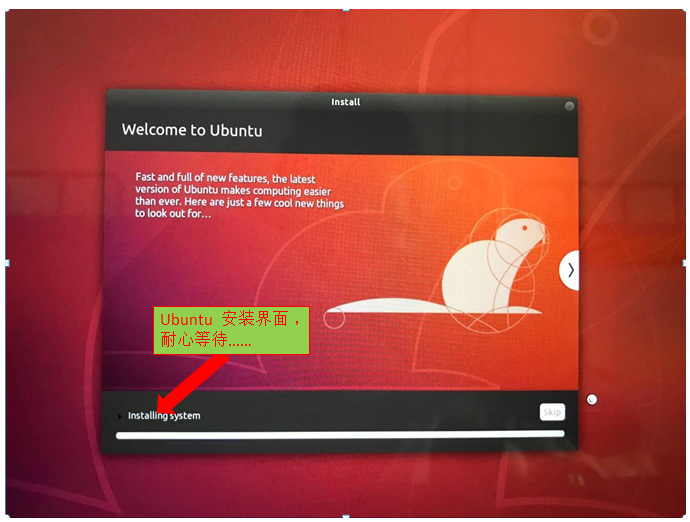 Install
Welcome to Ubuntu
Fast and full of new features, the latest
version of Ubuntu makes computing easier
than ever. Here are just a few cool new things
to look out for...
Ubuntu 安装界面，
耐心等待……
Installing system
Skip